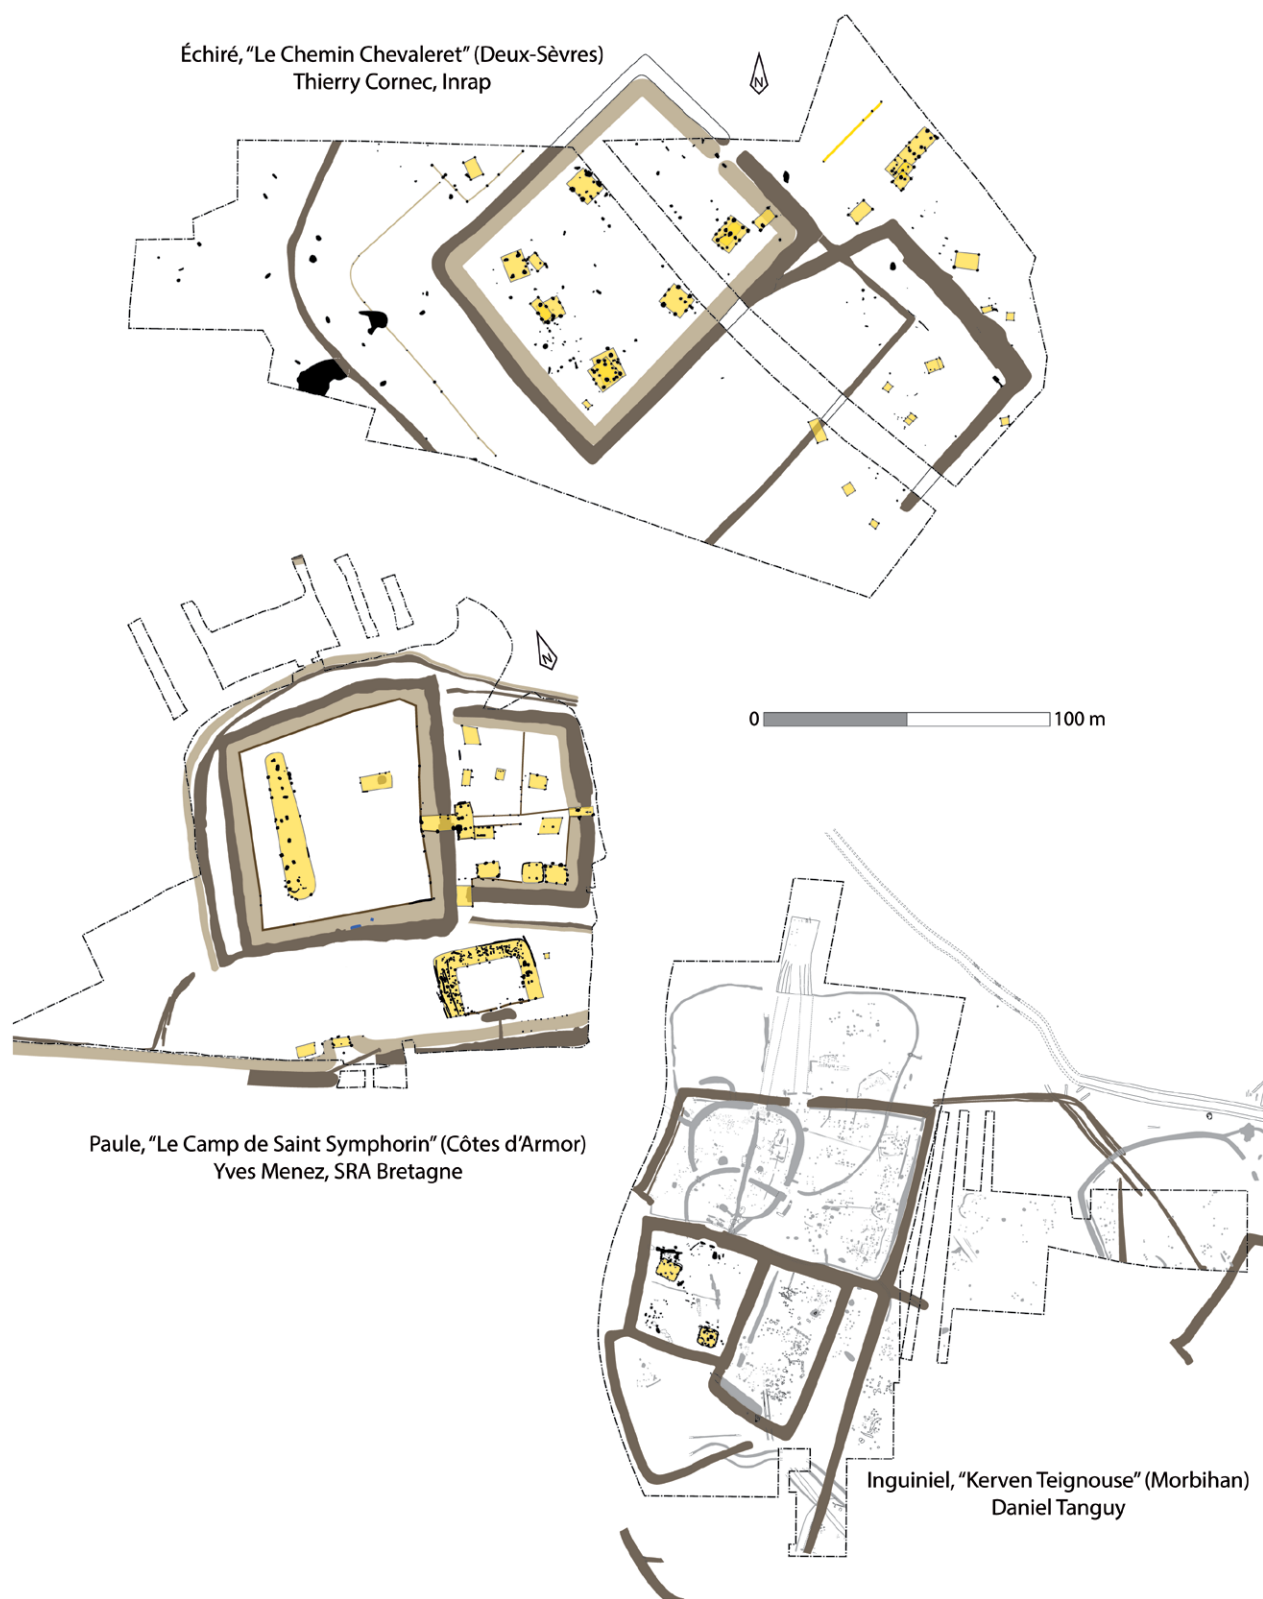 Échiré, “Le Chemin Chevaleret” (Deux-Sèvres)
Thierry Cornec, Inrap
N
N
0 100 m
Paule, “Le Camp de Saint Symphorin” (Côtes d’Armor)
Yves Menez, SRA Bretagne
Inguiniel, “Kerven Teignouse” (Morbihan)
Daniel Tanguy